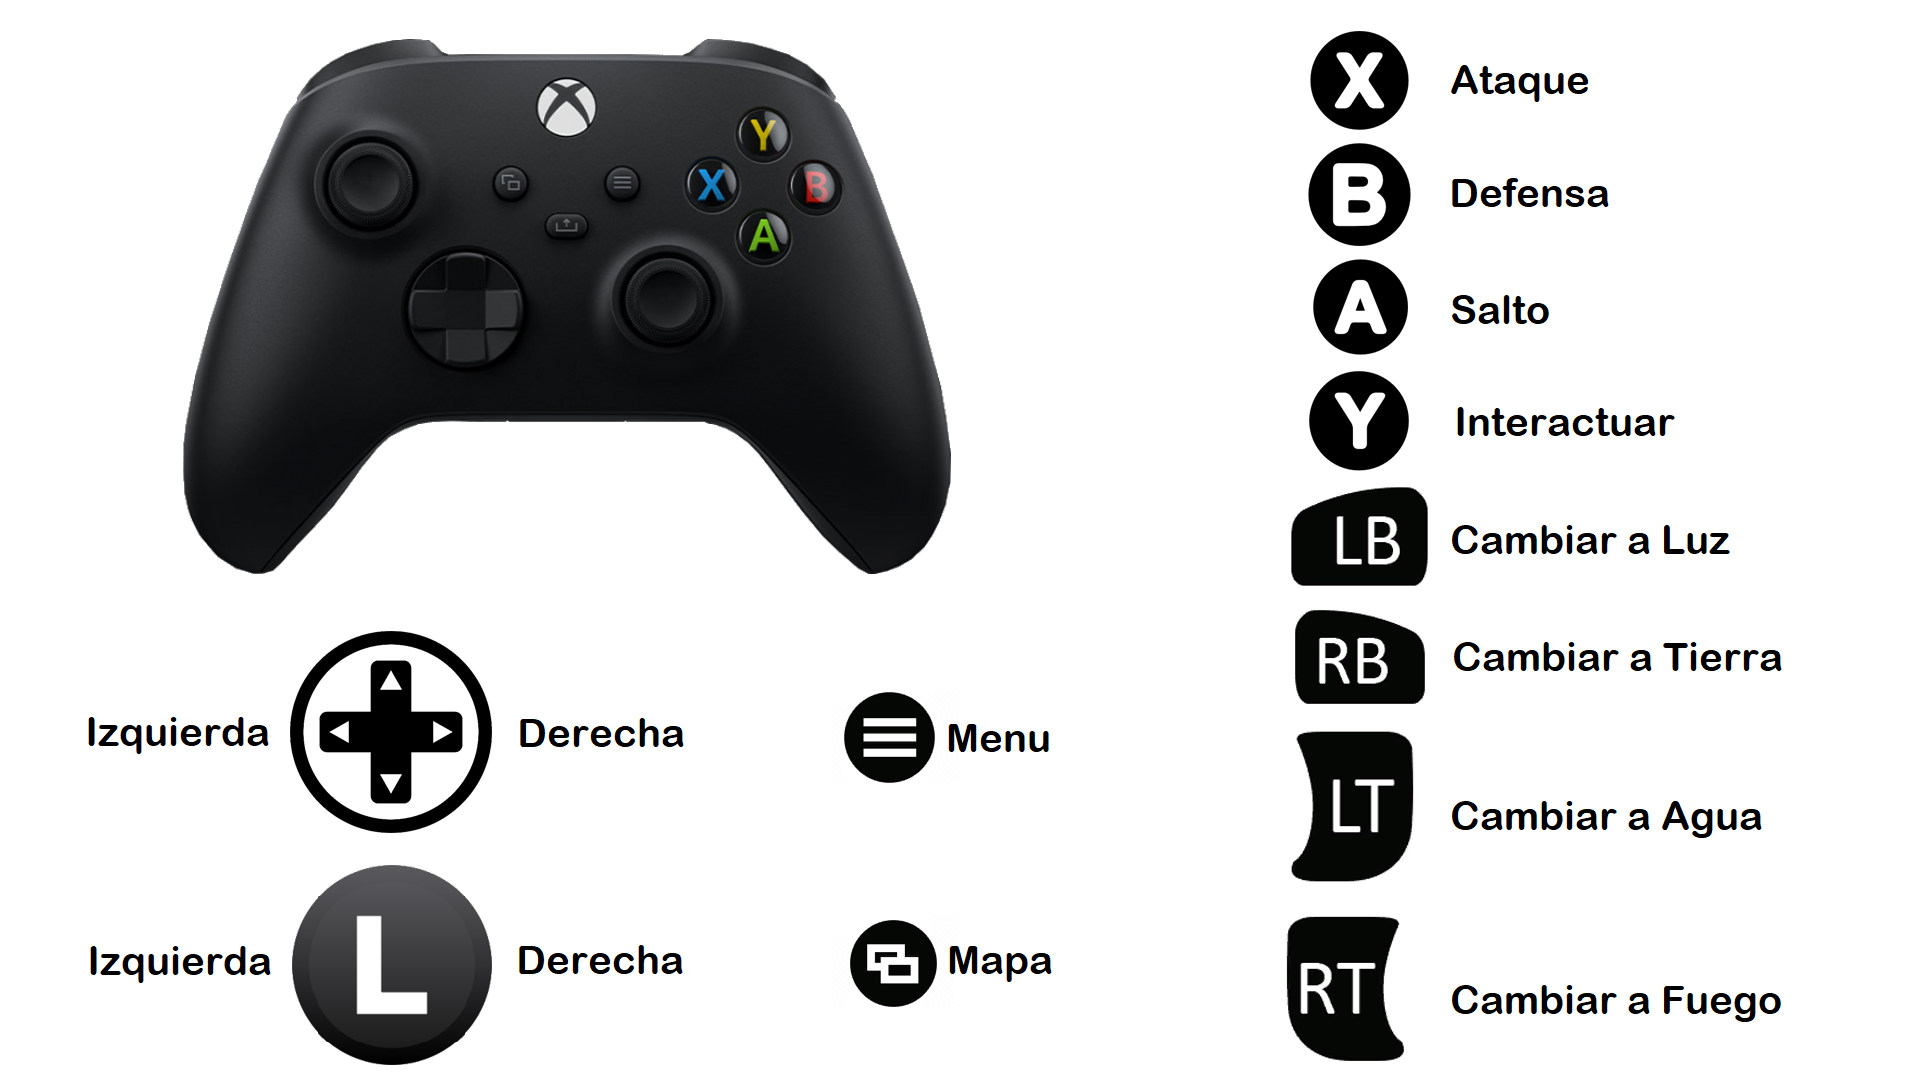 Y
X
B
A
X Ataque
B Defensa
A Salto
Y Interactuar
LB Cambiar a Luz
RB Cambiar a Tierra
LT Cambiar a Agua
RT Cambiar a Fuego
Izquierda Derecha
Menu
Izquierda L Derecha
Mapa